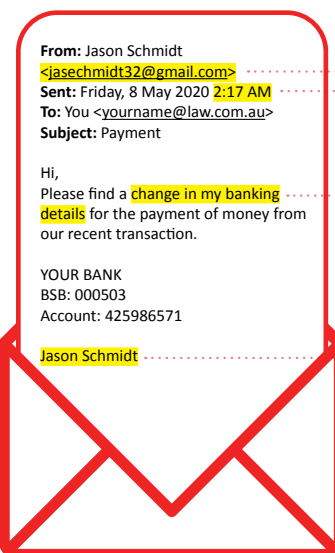 From: Jason Schmidt
<jasechmidt32@gmail.com>
Sent: Friday, 8 May 2020 2:17 AM
To: You <yourname@law.com.au>
Subject: Payment
Hi,
Please find a change in my banking
details for the payment of money from
our recent transaction.
YOUR BANK
BSB: 000503
Account: 425986571
Jason Schmidt